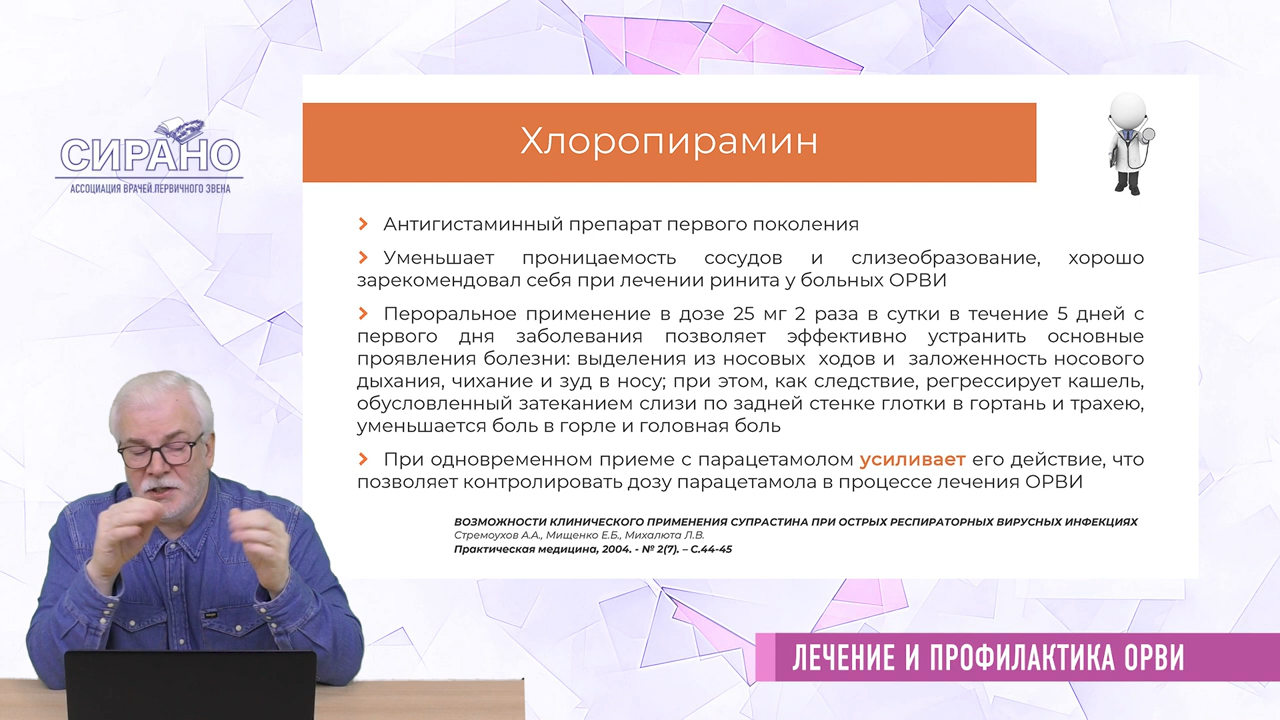 СИРАНО
АССОЦИАЦИЯ ВРАЧЕЙ ПЕРВИЧНОГО ЗВЕНА
Хлоропирамин
Антигистаминный препарат первого поколения
Уменьшает проницаемость сосудов и слизеобразование, хорошо
зарекомендовал себя при лечении ринита у больных ОРВИ
Пероральное применение в дозе 25 мг 2 раза в сутки в течение 5 дней с
первого дня заболевания позволяет эффективно устранить основные
проявления болезни: выделения из носовых ходов и заложенность носового
дыхания, чихание и зуд в носу; при этом, как следствие, регрессирует кашель,
обусловленный затеканием слизи по задней стенке глотки в гортань и трахею,
уменьшается боль в горле и головная боль
При одновременном приеме с парацетамолом усиливает его действие, что
позволяет контролировать дозу парацетамола в процессе лечения ОРВИ
ВОЗМОЖНОСТИ КЛИНИЧЕСКОГО ПРИМЕНЕНИЯ СУПРАСТИНА ПРИ ОСТРЫХ РЕСПИРАТОРНЫХ ВИРУСНЫХ ИНФЕКЦИЯХ
Стремоухов А.А., Мищенко Е.Б., Михалюта Л.В.
Практическая медицина, 2004. - № 2(7). – С.44-45
ЛЕЧЕНИЕ И ПРОФИЛАКТИКА ОРВИ